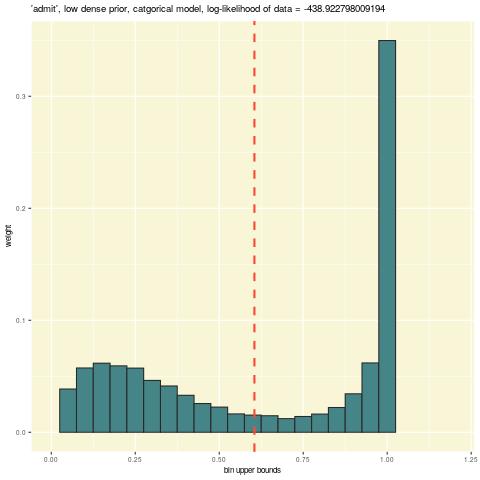 'admit', low dense prior, catgorical model, log-likelihood of data = -438.922798009194
0.3
0.2
0.1
0.0
weight
0.00 0.25 0.50 0.75 1.00 1.25
bin upper bounds